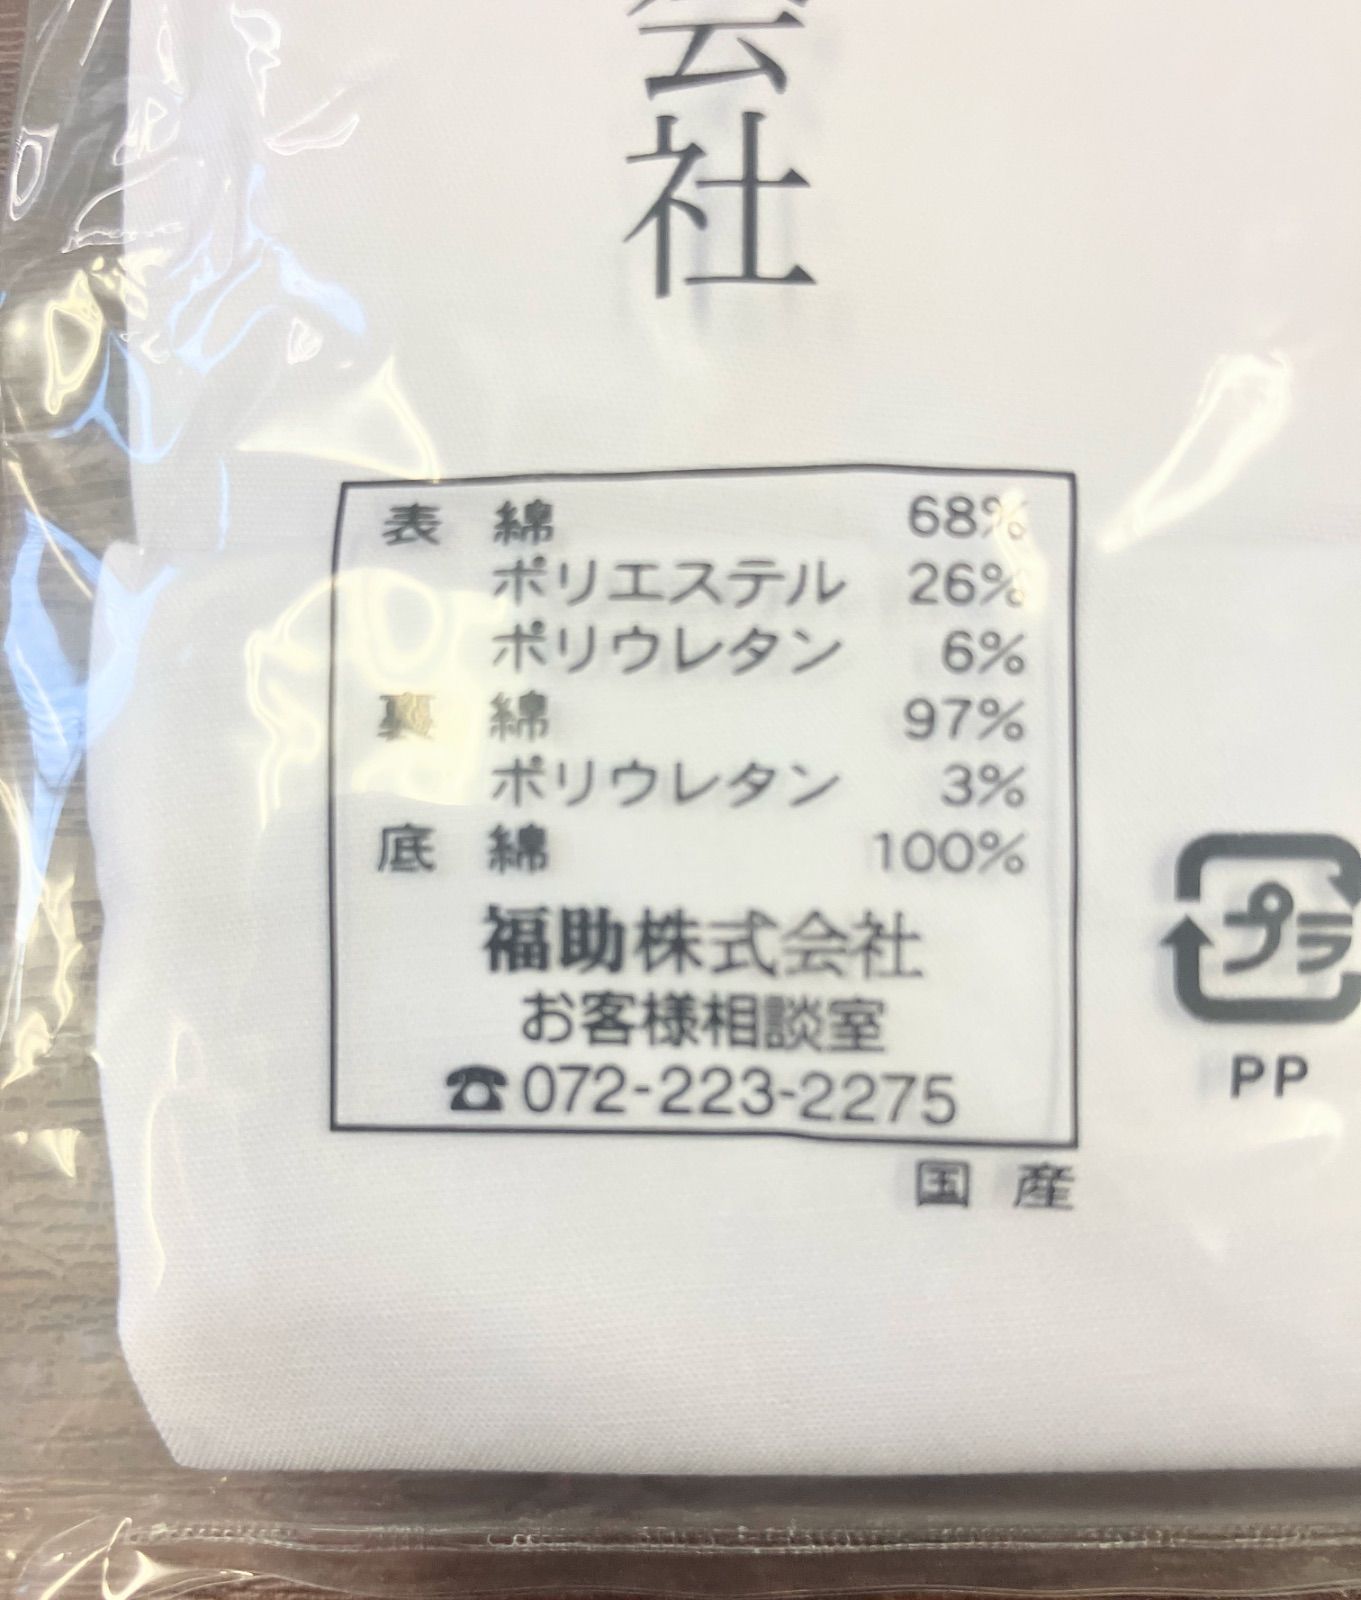 会社
表 綿 68%
ポリエステル 26%
ポリウレタン 6%
裏 綿 97%
ポリウレタン 3%
底 綿 100%
福助株式会社
お客様相談室
☎072-223-2275
国産
プラ
PP